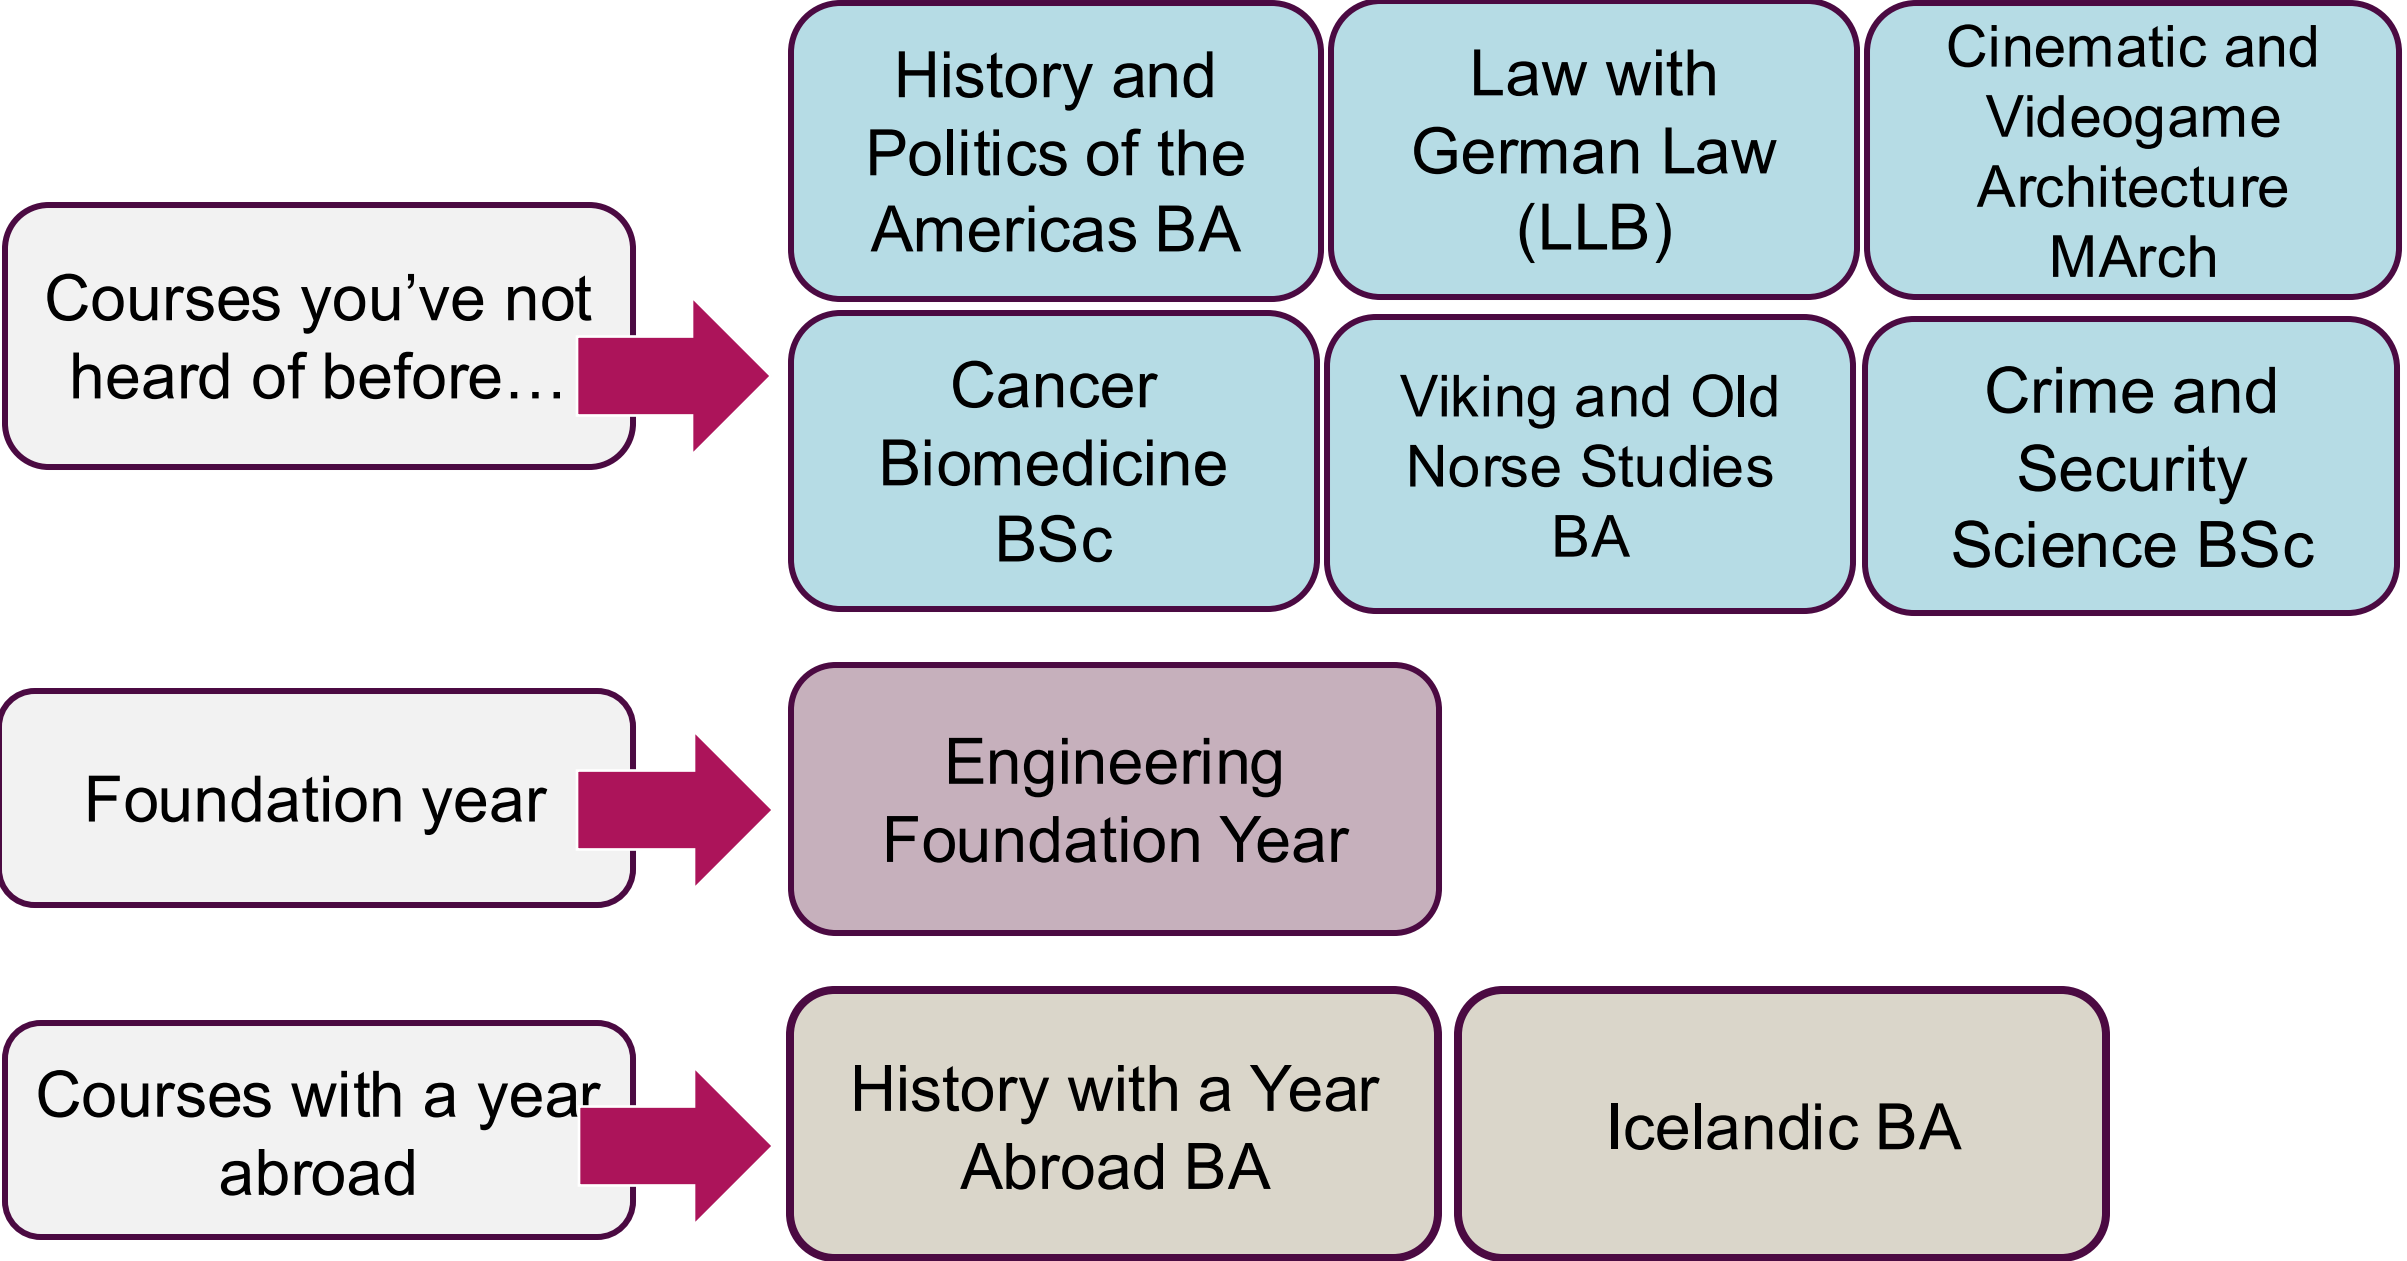 Courses you’ve not
heard of before…
History and
Politics of the
Americas BA
Law with
German Law
(LLB)
Cinematic and
Videogame
Architecture
MArch
Cancer
Biomedicine
BSc
Viking and Old
Norse Studies
BA
Crime and
Security
Science BSc
Foundation year
Engineering
Foundation Year
Courses with a year
abroad
History with a Year
Abroad BA
Icelandic BA